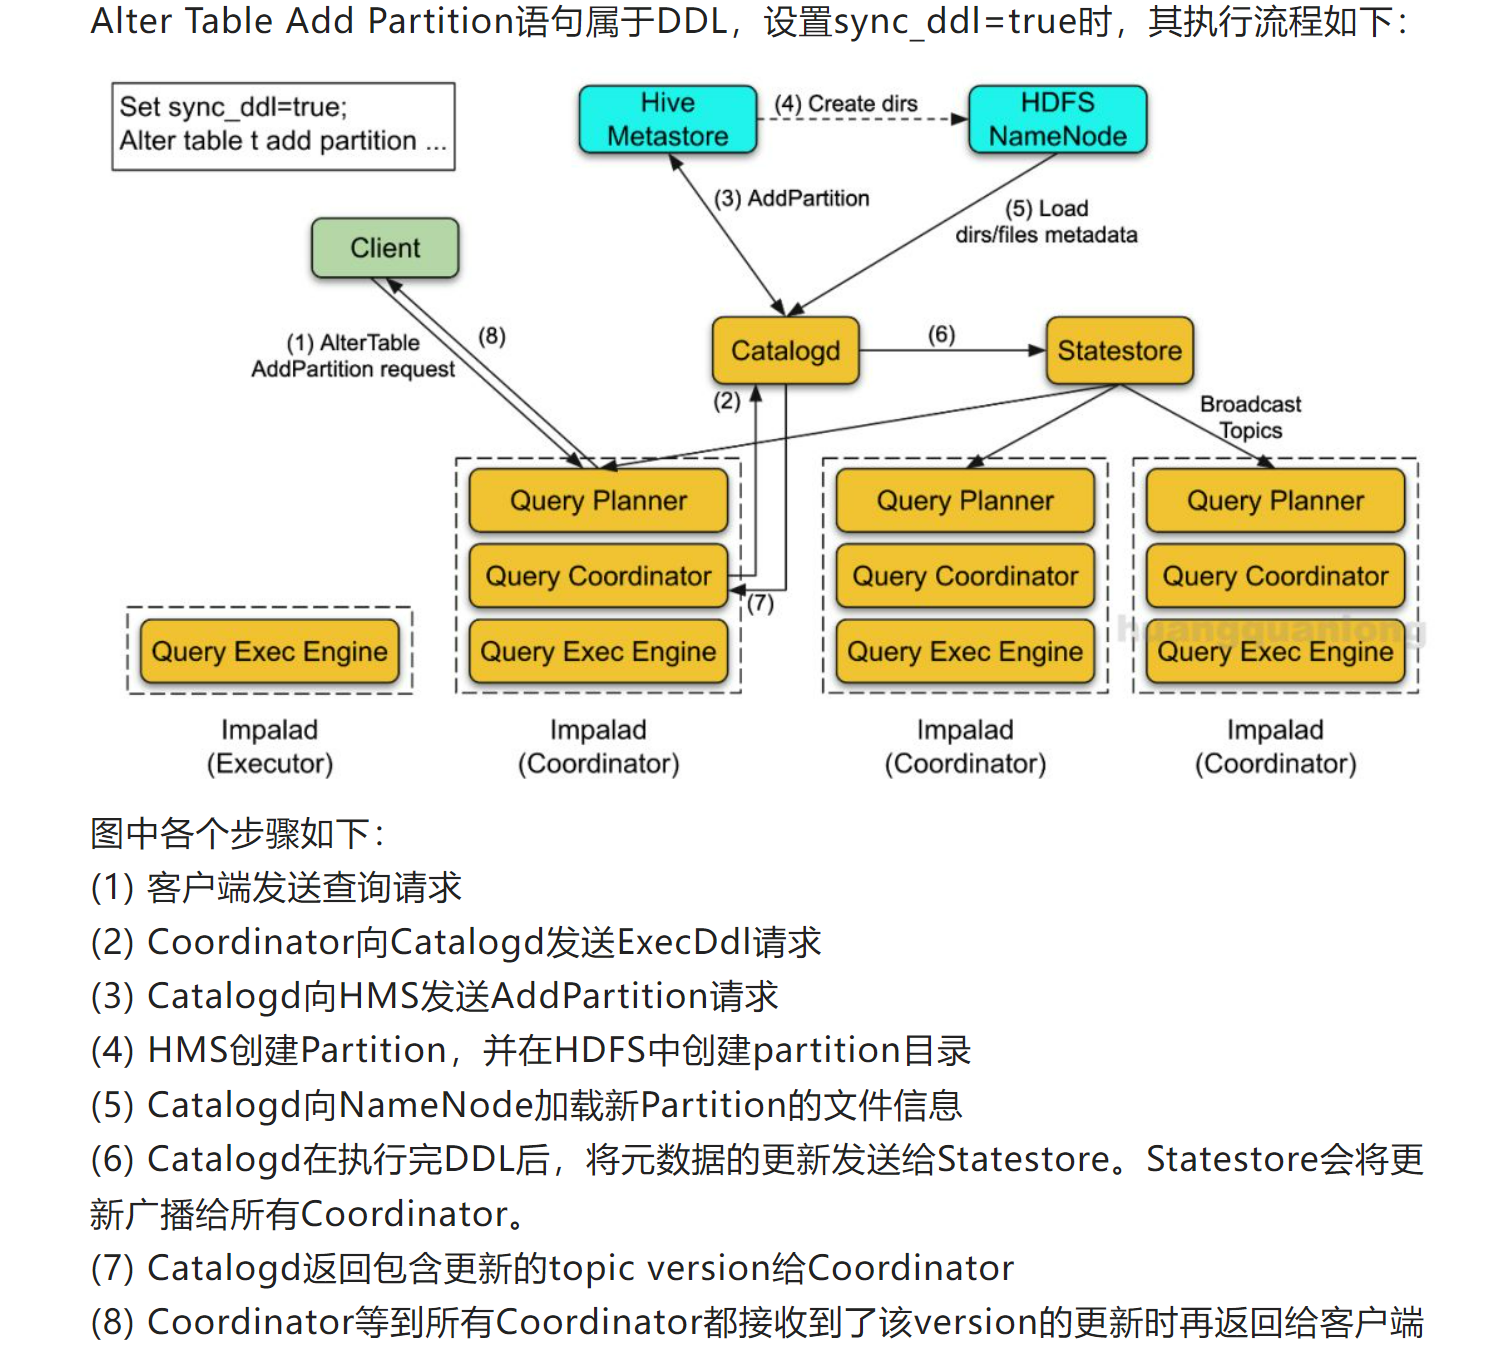 Alter Table Add Partition语句属于DDL，设置sync_ddl=true时，其执行流程如下：
Set sync_ddl=true;
Alter table t add partition ...
Hive
Metastore
(4) Create dirs
HDFS
NameNode
(3) AddPartition
(5) Load
dirs/files metadata
Client
(1) AlterTable
AddPartition request
(8)
Catalogd
(6)
Statestore
(2)
Broadcast
Topics
Query Planner
Query Planner
Query Planner
Query Coordinator
Query Coordinator
Query Coordinator
(7)
huangquanlong
Query Exec Engine
Query Exec Engine
Query Exec Engine
Query Exec Engine
Impalad
(Executor)
Impalad
(Coordinator)
Impalad
(Coordinator)
Impalad
(Coordinator)
图中各个步骤如下：
(1) 客户端发送查询请求
(2) Coordinator向Catalogd发送ExecDdl请求
(3) Catalogd向HMS发送AddPartition请求
(4) HMS创建Partition，并在HDFS中创建partition目录
(5) Catalogd向NameNode加载新Partition的文件信息
(6) Catalogd在执行完DDL后，将元数据的更新发送给Statestore。Statestore会将更
新广播给所有Coordinator。
(7) Catalogd返回包含更新的topic version给Coordinator
(8) Coordinator等到所有Coordinator都接收到了该version的更新时再返回给客户端